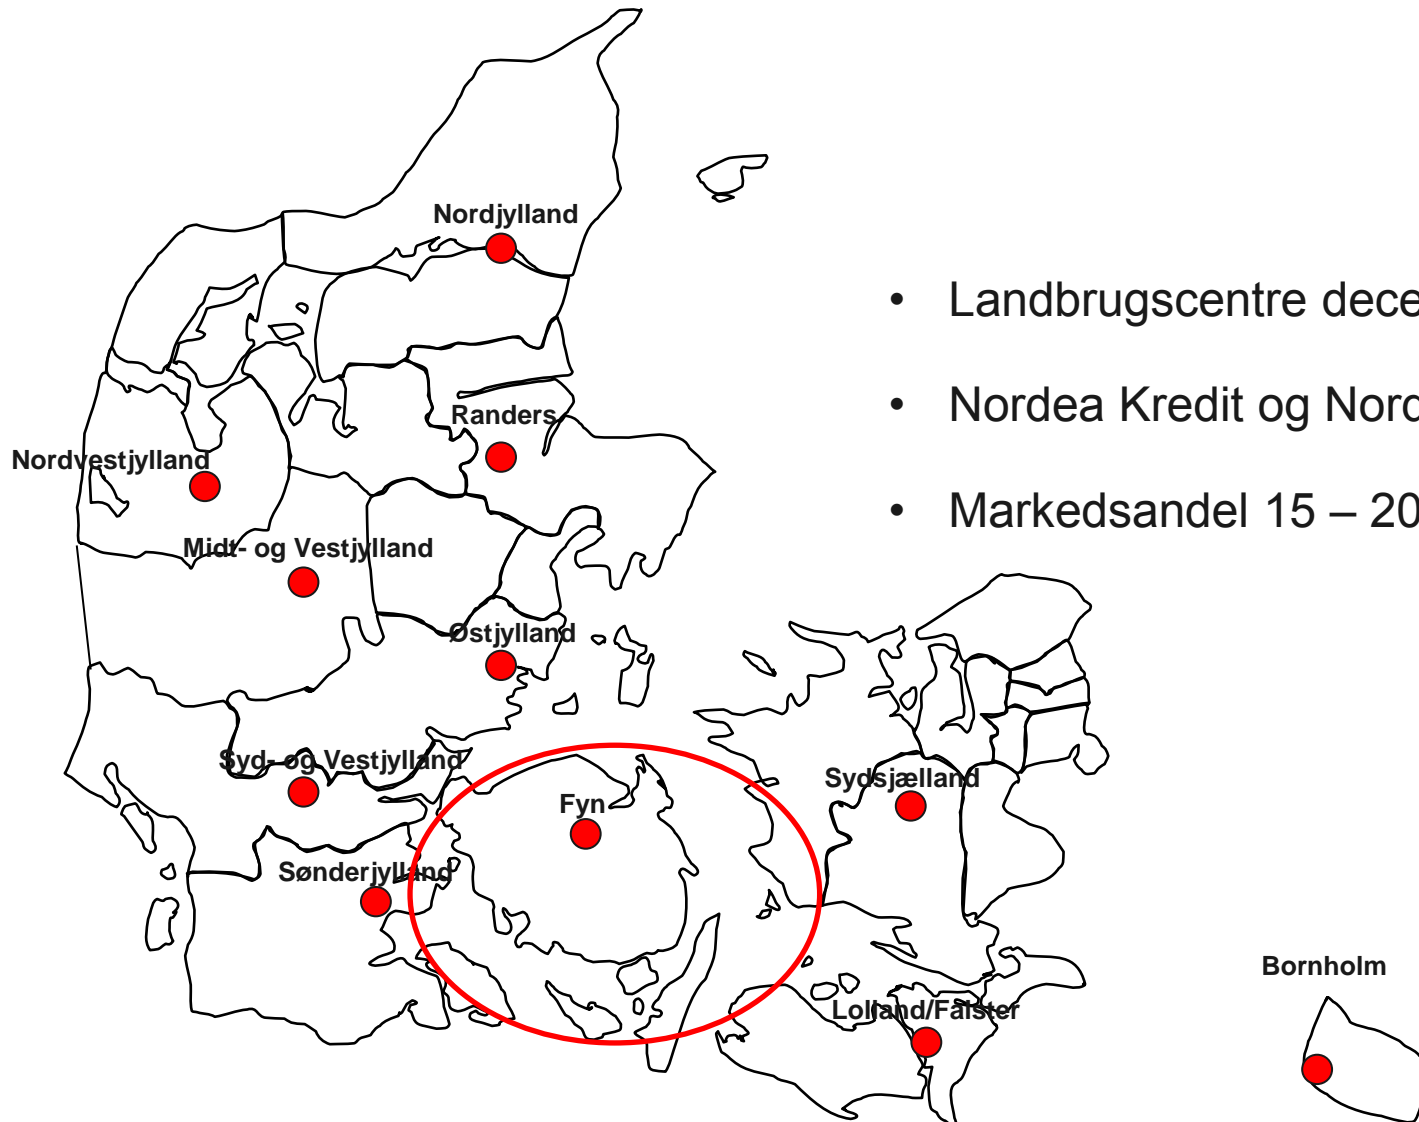 Nordjylland
• Landbrugscentre dece
Randers
• Nordea Kredit og Nord
Nordvestjylland
• Markedsandel 15 – 20
Midt- og Vestjylland
Østjylland
Syd- og Vestjylland
Sydsjælland
Fyn
Sønderjylland
Bornholm
Lolland/Falster